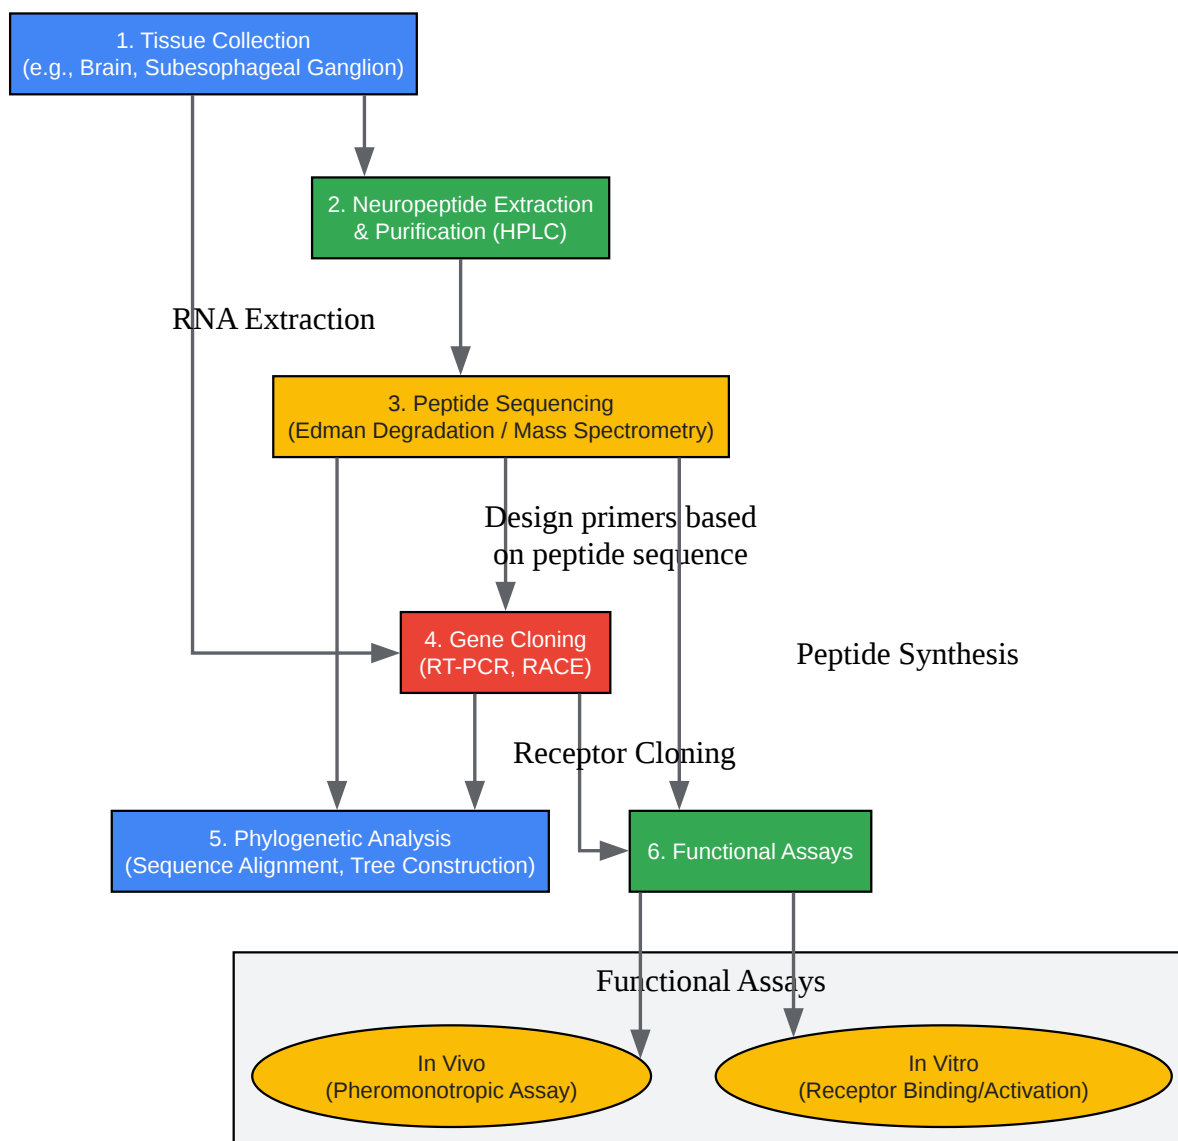 1. Tissue Collection
(e.g., Brain, Subesophageal Ganglion)
2. Neuropeptide Extraction
& Purification (HPLC)
RNA Extraction
3. Peptide Sequencing
(Edman Degradation / Mass Spectrometry)
Design primers based
on peptide sequence
4. Gene Cloning
(RT-PCR, RACE)
Peptide Synthesis
Receptor Cloning
5. Phylogenetic Analysis
(Sequence Alignment, Tree Construction)
6. Functional Assays
Functional Assays
In Vivo
(Pheromonotropic Assay)
In Vitro
(Receptor Binding/Activation)